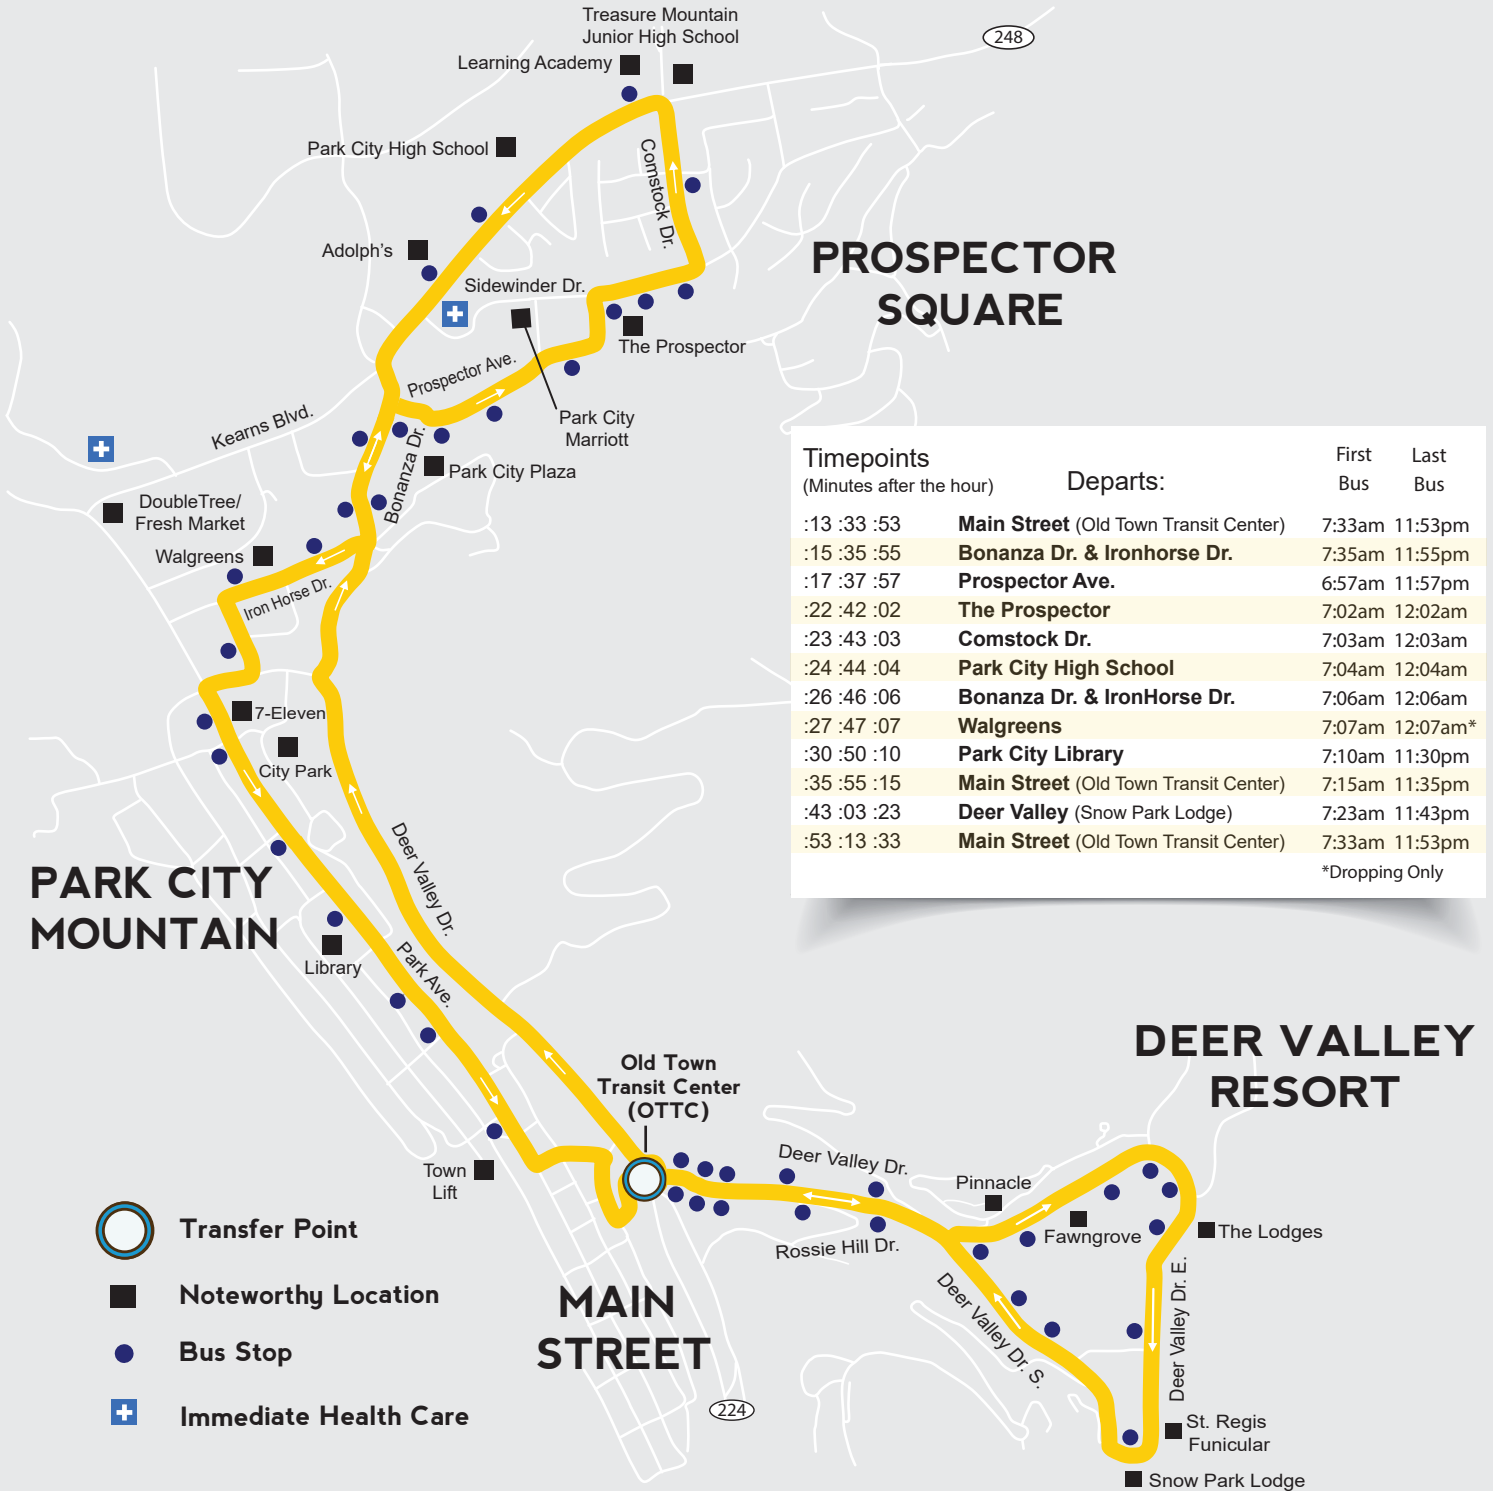 Treasure Mountain
Junior High School
248
Learning Academy
Park City High School
Comstock Dr.
Adolph's
PROSPECTOR
SQUARE
Sidewinder Dr.
The Prospector
Prospector Ave.
Park City
Marriott
Kearns Blvd.
Bonanza Dr.
Park City Plaza
DoubleTree/
Fresh Market
Walgreens
Iron Horse Dr.
7-Eleven
City Park
Timepoints
(Minutes after the hour)
Departs:
First
Bus
Last
Bus
:13 :33 :53 Main Street (Old Town Transit Center) 7:33am 11:53pm
:15 :35 :55 Bonanza Dr. & Ironhorse Dr. 7:35am 11:55pm
:17 :37 :57 Prospector Ave. 6:57am 11:57pm
:22 :42 :02 The Prospector 7:02am 12:02am
:23 :43 :03 Comstock Dr. 7:03am 12:03am
:24 :44 :04 Park City High School 7:04am 12:04am
:26 :46 :06 Bonanza Dr. & IronHorse Dr. 7:06am 12:06am
:27 :47 :07 Walgreens 7:07am 12:07am*
:30 :50 :10 Park City Library 7:10am 11:30pm
:35 :55 :15 Main Street (Old Town Transit Center) 7:15am 11:35pm
:43 :03 :23 Deer Valley (Snow Park Lodge) 7:23am 11:43pm
:53 :13 :33 Main Street (Old Town Transit Center) 7:33am 11:53pm
*Dropping Only
PARK CITY
MOUNTAIN
Deer Valley Dr.
Library
Park Ave.
Old Town
Transit Center
(OTTC)
DEER VALLEY
RESORT
Town
Lift
Deer Valley Dr.
Rossie Hill Dr.
Pinnacle
Fawngrove
The Lodges
Deer Valley Dr. S.
Deer Valley Dr. E.
MAIN
STREET
224
St. Regis
Funicular
Snow Park Lodge
Transfer Point
Noteworthy Location
Bus Stop
Immediate Health Care